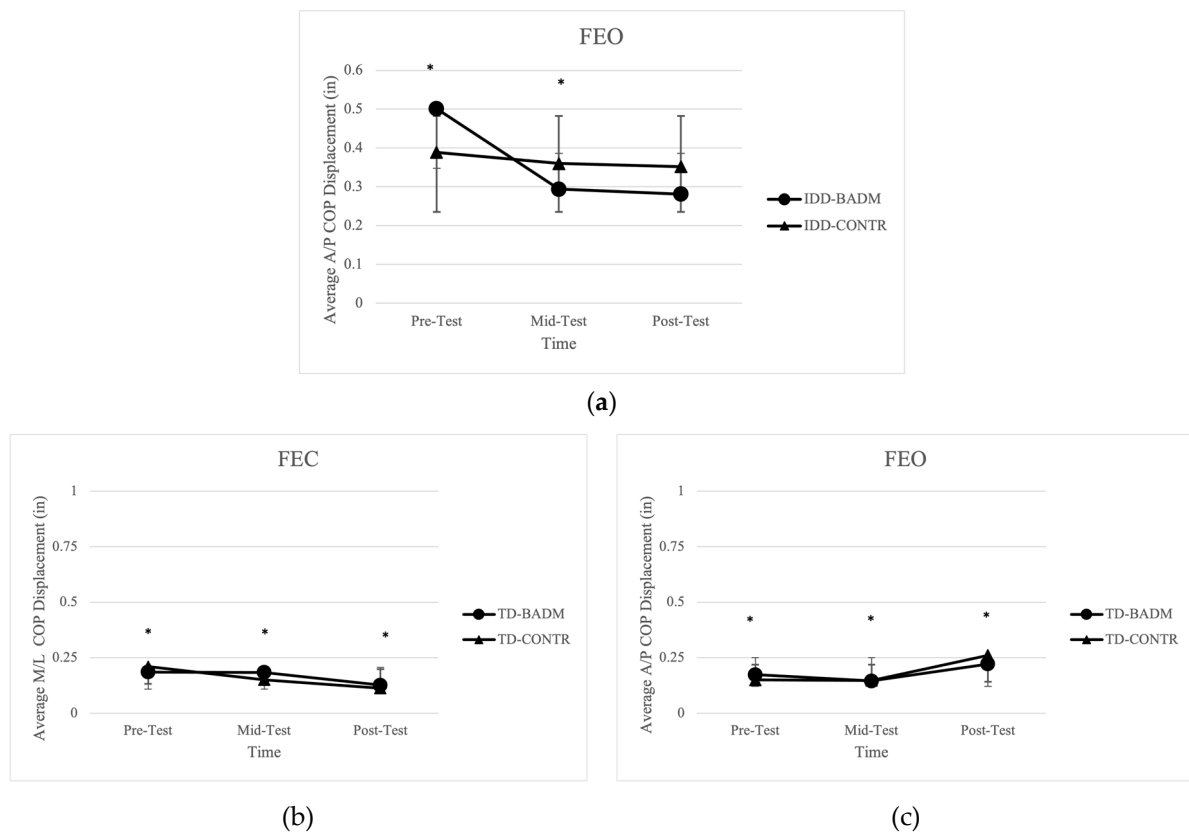 FEO
*
*
0.6
0.5
0.4
0.3
0.2
0.1
0
Average A/P COP Displacement (in)
Pre-Test
Mid-Test
Post-Test
Time
IDD-BADM
IDD-CONTR
(a)
FEC
1
0.75
0.5
0.25
0
Average M/L COP Displacement (in)
*
*
*
Pre-Test
Mid-Test
Post-Test
Time
TD-BADM
TD-CONTR
(b)
FEO
1
0.75
0.5
0.25
0
Average A/P COP Displacement (in)
*
*
*
Pre-Test
Mid-Test
Post-Test
Time
TD-BADM
TD-CONTR
(c)